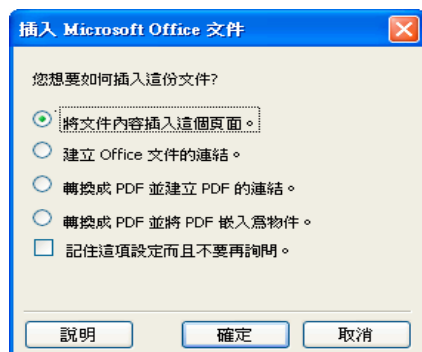 插入 Microsoft Office 文件
您想要如何插入這份文件?
將文件內容插入這個頁面。
建立 Office 文件的連結。
轉換成 PDF 並建立 PDF 的連結。
轉換成 PDF 並將 PDF 嵌入為物件。
記住這項設定而且不要再詢問。
說明
確定
取消